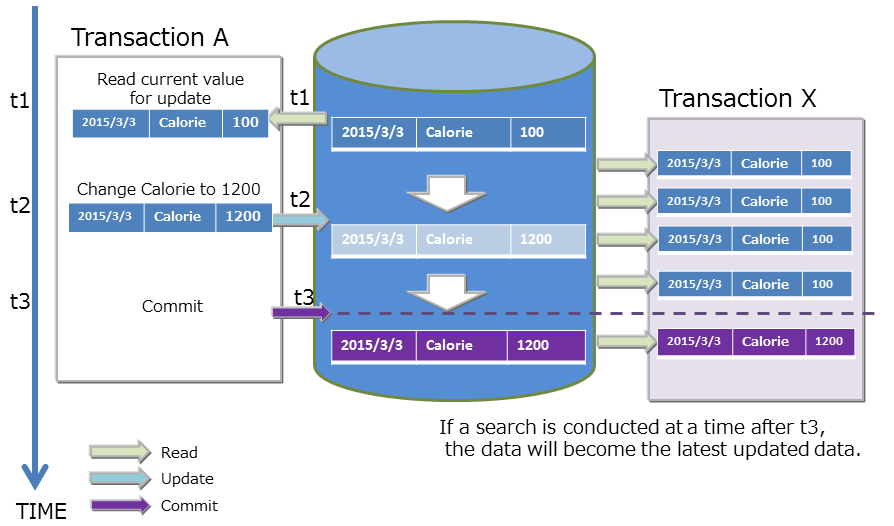 Transaction A
Read current value
for update
t1
t1
2015/3/3 Calorie 100
2015/3/3 Calorie 100
Transaction X
2015/3/3 Calorie 100
Change Calorie to 1200
t2
t2
2015/3/3 Calorie 100
2015/3/3 Calorie 1200
2015/3/3 Calorie 1200
2015/3/3 Calorie 100
2015/3/3 Calorie 100
t3
Commit
t3
2015/3/3 Calorie 1200
2015/3/3 Calorie 1200
If a search is conducted at a time after t3,
the data will become the latest updated data.
Read
Update
Commit
TIME